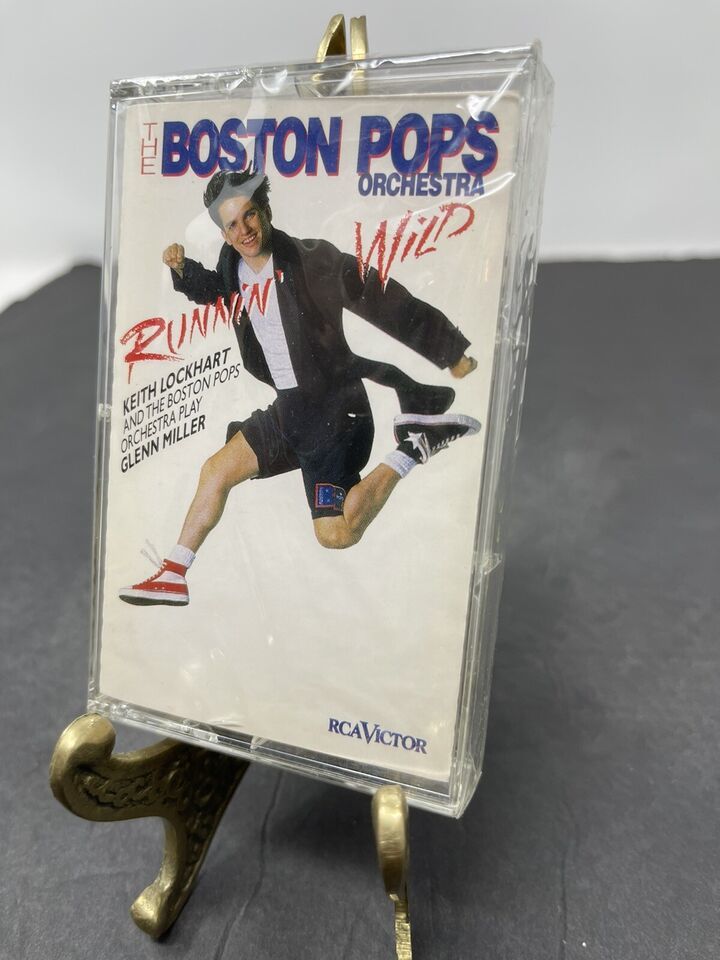 THE BOSTON POPS
ORCHESTRA
RUNNIN' WILD
KEITH LOCKHART
AND THE BOSTON POPS
ORCHESTRA PLAY
GLENN MILLER
RCAVICTOR